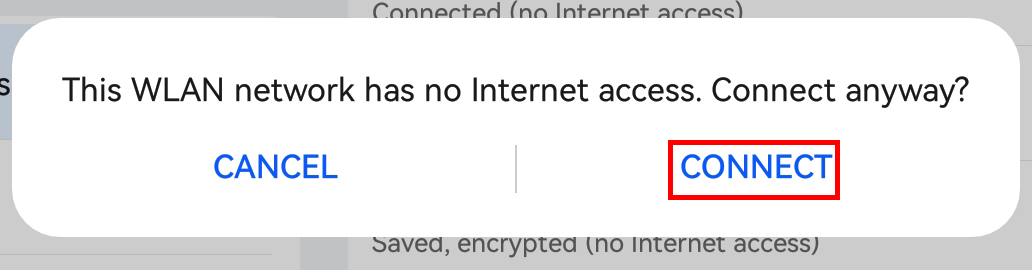 Connected (no Internet access)
s
This WLAN network has no Internet access. Connect anyway?
CANCEL
CONNECT
Saved, encrypted (no Internet access)